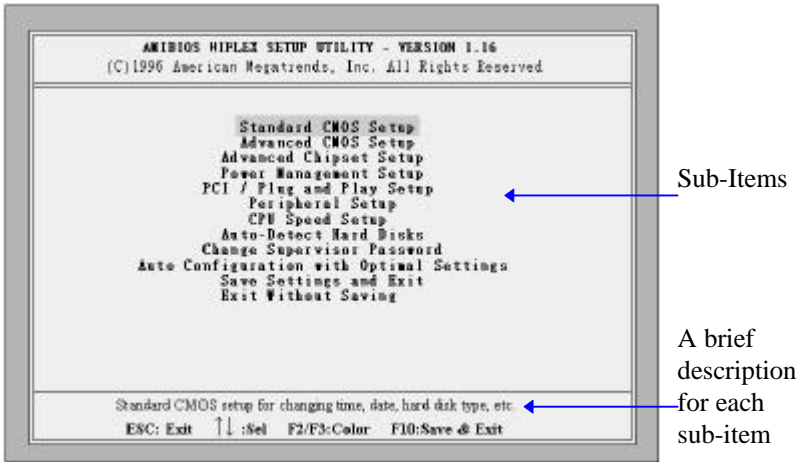 AMIBIOS HIFLEX SETUP UTILITY - VERSION 1.16
(C)1996 American Megatrends, Inc. All Rights Reserved
Standard CMOS Setup
Advanced CMOS Setup
Advanced Chipset Setup
Power Management Setup
PCI / Plug and Play Setup
Peripheral Setup
CPU Speed Setup
Auto-Detect Hard Disks
Change Supervisor Password
Auto Configuration with Optimal Settings
Save Settings and Exit
Exit Without Saving
Sub-Items
Standard CMOS setup for changing time, date, hard disk type, etc.
ESC: Exit ↑↓ :Sel F2/F3:Color F10:Save & Exit
A brief
description
for each
sub-item